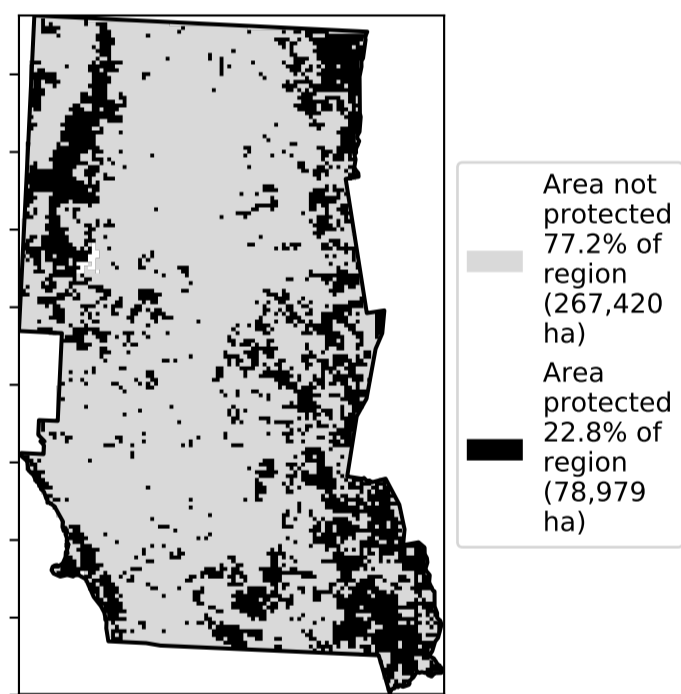 Area not
protected
77.2% of
region
(267,420
ha)
Area
protected
22.8% of
region
(78,979
ha)